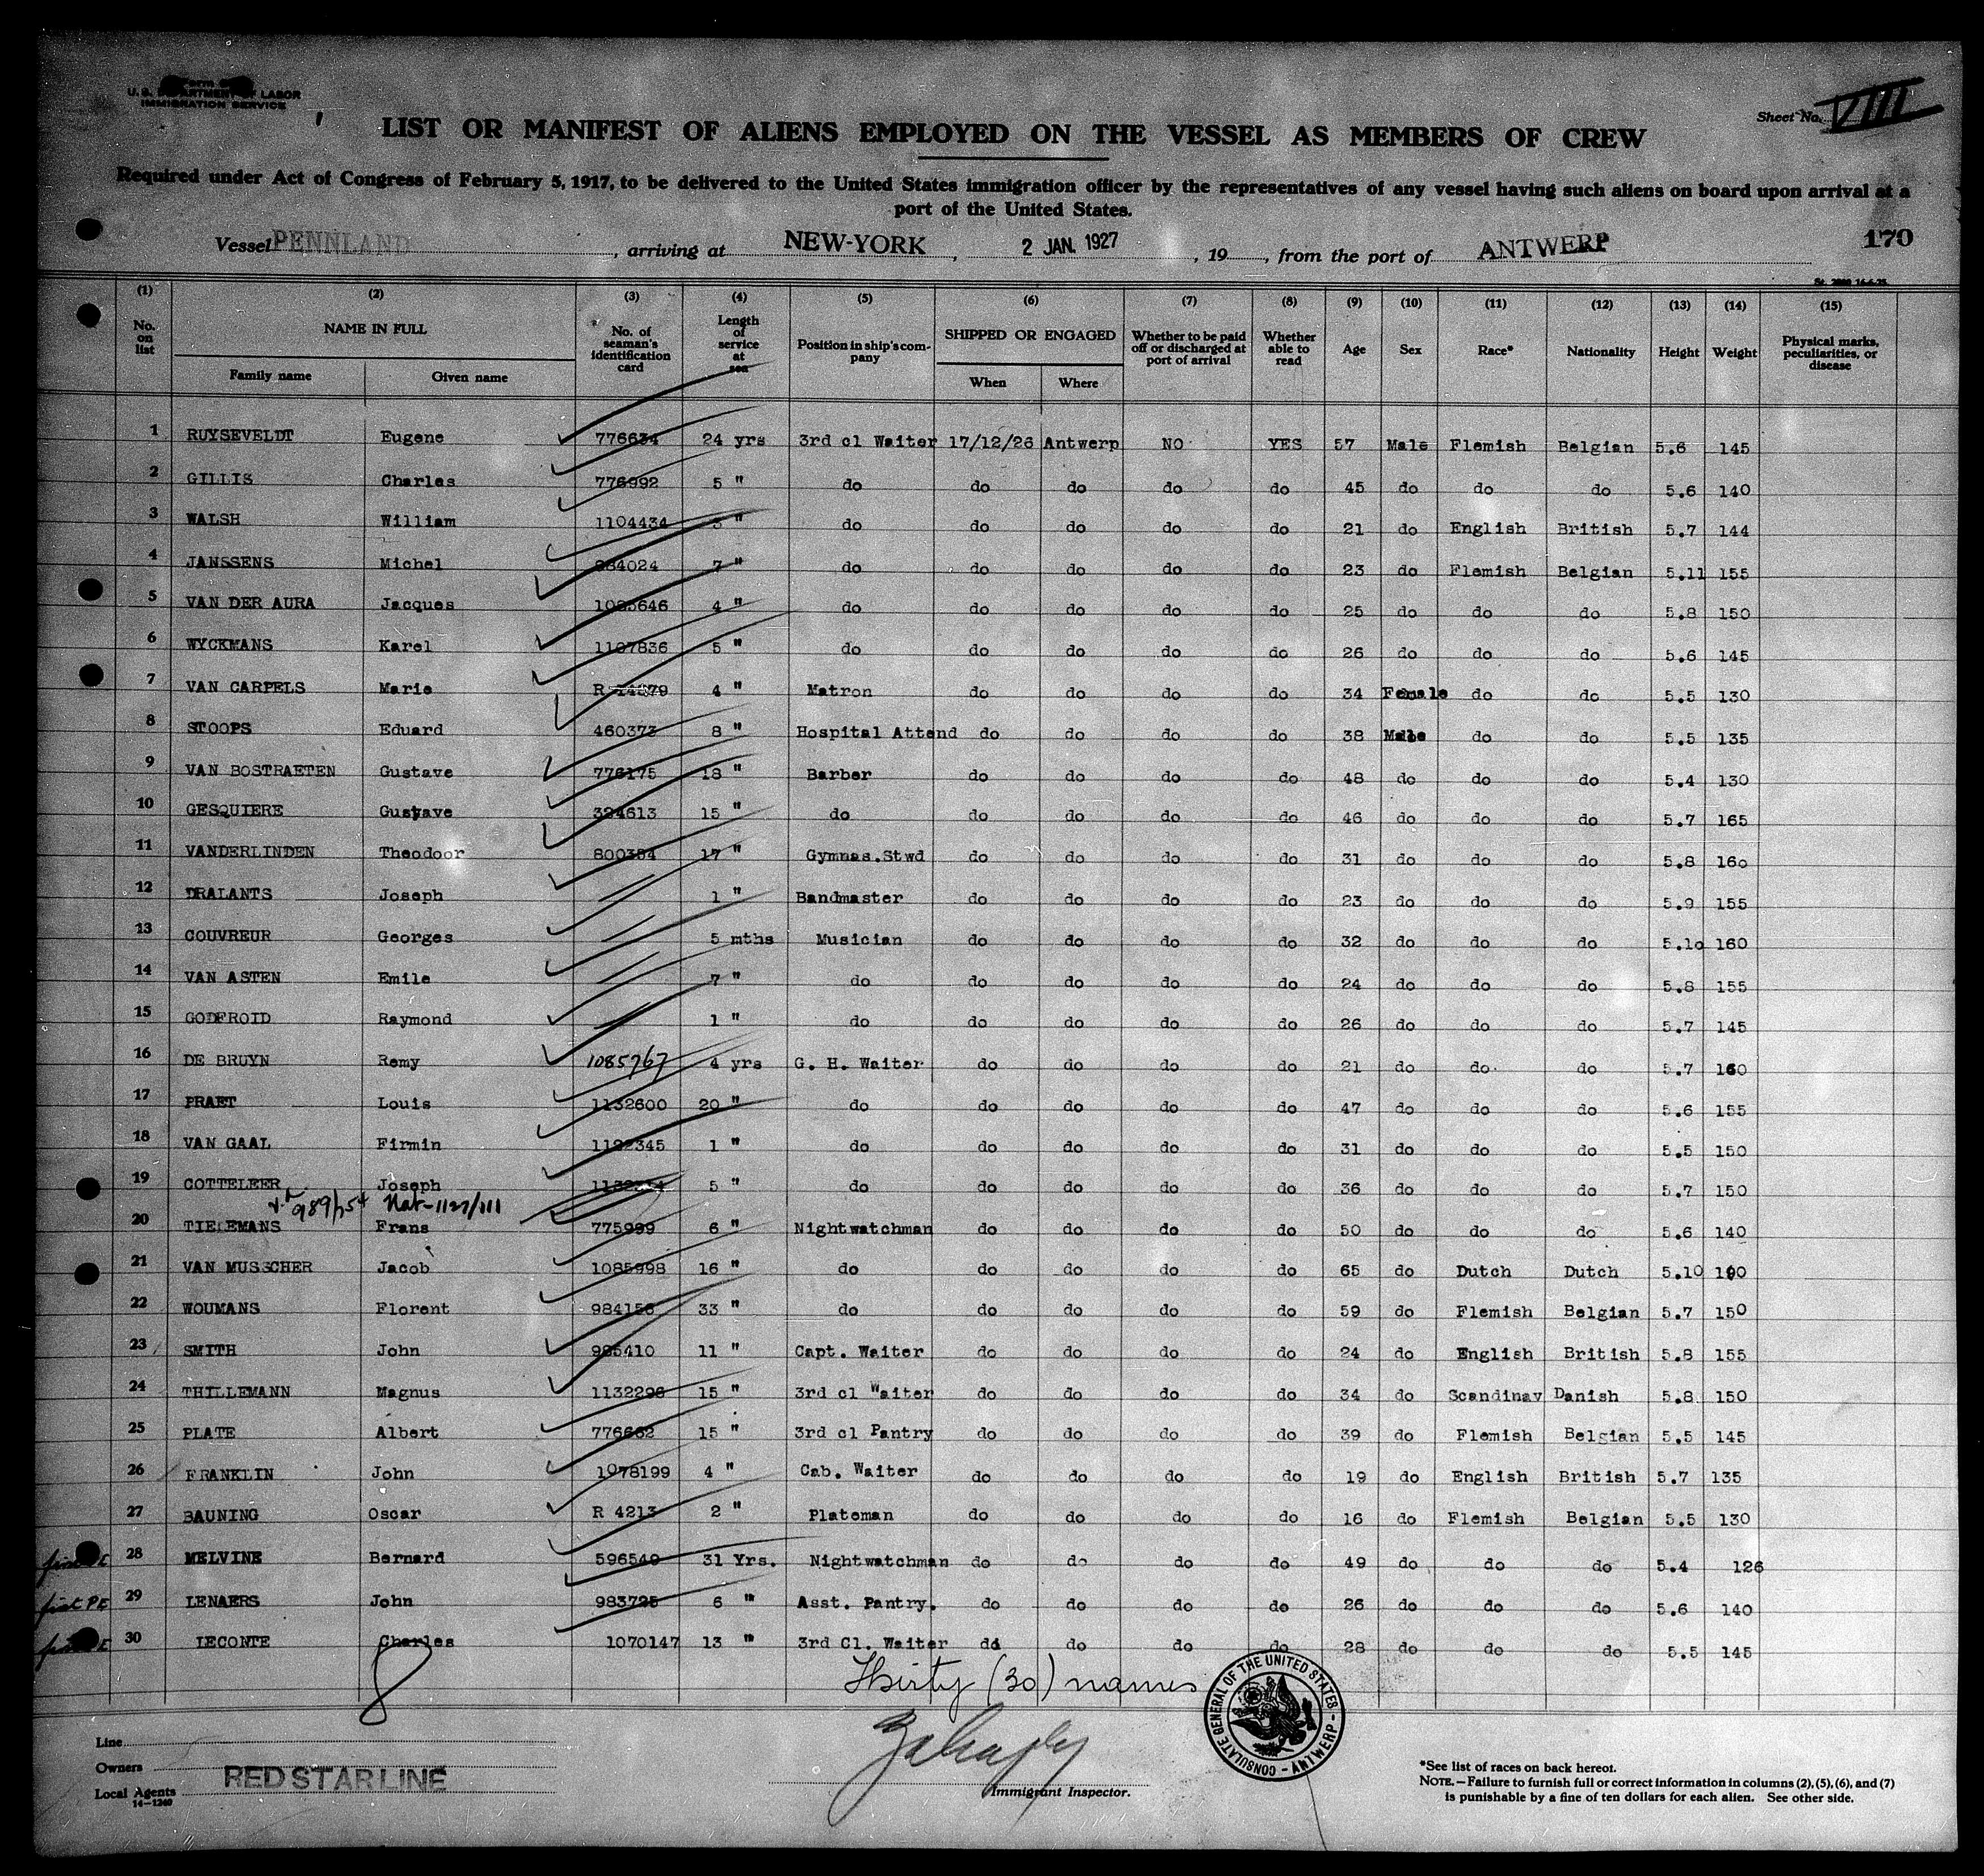 U. S. DEPARTMENT OF LABOR
IMMIGRATION SERVICE
Sheet No. VIII
LIST OR MANIFEST OF ALIENS EMPLOYED ON THE VESSEL AS MEMBERS OF CREW
Required under Act of Congress of February 5, 1917, to be delivered to the United States immigration officer by the representatives of any vessel having such aliens on board upon arrival at a
port of the United States.
Vessel PENNLAND, arriving at NEW-YORK, 2 JAN. 1927, 19, from the port of ANTWERP 170
(1) No. on list (2) NAME IN FULL Family name Given name (3) No. of seaman's identification card (4) Length of service at sea (5) Position in ship's company (6) SHIPPED OR ENGAGED When Where (7) Whether to be paid off or discharged at port of arrival (8) Whether able to read (9) Age (10) Sex (11) Race* (12) Nationality (13) Height (14) Weight (15) Physical marks, peculiarities, or disease
1 RUYSEVELDT Eugene 776634 24 yrs 3rd cl Waiter 17/12/26 Antwerp NO YES 57 Male Flemish Belgian 5.6 145
2 GILLIS Charles 776992 5 " do do do do do 45 do do do 5.6 140
3 WALSH William 1104434 3 " do do do do do 21 do English British 5.7 144
4 JANSSENS Michel 984024 7 " do do do do do 23 do Flemish Belgian 5.11 155
5 VAN DER AURA Jacques 4 " do do do do do 25 do do do 5.8 150
6 WYCKMANS Karel 1107836 5 " do do do do do 26 do do do 5.6 145
7 VAN CARPELS Marie R 4 " Matron do do do do 34 Female do do 5.5 130
8 STOOPS Eduard 460373 8 " Hospital Attend do do do do 38 Male do do 5.5 135
9 VAN BOSTRAETEN Gustave 776175 18 " Barber do do do do 48 do do do 5.4 130
10 GESQUIERE Gustave 324613 15 " do do do do do 46 do do do 5.7 165
11 VANDERLINDEN Theodoor 800354 17 " Gymnas.Stwd do do do do 31 do do do 5.8 160
12 DRALANTS Joseph 1 " Bandmaster do do do do 23 do do do 5.9 155
13 COUVREUR Georges 5 mths Musician do do do do 32 do do do 5.10 160
14 VAN ASTEN Emile 7 " do do do do do 24 do do do 5.8 155
15 GODFROID Raymond 1 " do do do do do 26 do do do 5.7 145
16 DE BRUYN Remy 1085767 4 yrs G. H. Waiter do do do do 21 do do do 5.7 160
17 PRAET Louis 1132600 20 " do do do do do 47 do do do 5.6 155
18 VAN GAAL Firmin 1122345 1 " do do do do do 31 do do do 5.5 150
19 COTTELEER Joseph 5 " do do do do do 36 do do do 5.7 150
989/154 Nat-1127/111
20 TIELEMANS Frans 775999 6 " Nightwatchman do do do do 50 do do do 5.6 140
21 VAN MUSSCHER Jacob 1085998 16 " do do do do do 65 do Dutch Dutch 5.10 190
22 WOUMANS Florent 984156 33 " do do do do do 59 do Flemish Belgian 5.7 150
23 SMITH John 985410 11 " Capt. Waiter do do do do 24 do English British 5.8 155
24 THILLEMANN Magnus 1132296 15 " 3rd cl Waiter do do do do 34 do Scandinav Danish 5.8 150
25 PLATE Albert 776662 15 " 3rd cl Pantry do do do do 39 do Flemish Belgian 5.5 145
26 FRANKLIN John 1078199 4 " Cab. Waiter do do do do 19 do English British 5.7 135
27 BAUNING Oscar R 4213 2 " Plateman do do do do 16 do Flemish Belgian 5.5 130
28 MELVINE Bernard 596549 31 Yrs. Nightwatchman do do do do 49 do do do 5.4 126
first PE 29 LENAERS John 983725 6 " Asst. Pantry. do do do do 26 do do do 5.6 140
30 LECONTE Charles 1070147 13 " 3rd Cl. Waiter do do do do 28 do do do 5.5 145
8
Thirty (30) names
CONSULATE GENERAL OF THE UNITED STATES - ANTWERP -
Line
Owners
Local Agents
RED STAR LINE
14-1240
Immigrant Inspector.
*See list of races on back hereof.
NOTE.—Failure to furnish full or correct information in columns (2), (5), (6), and (7)
is punishable by a fine of ten dollars for each alien. See other side.